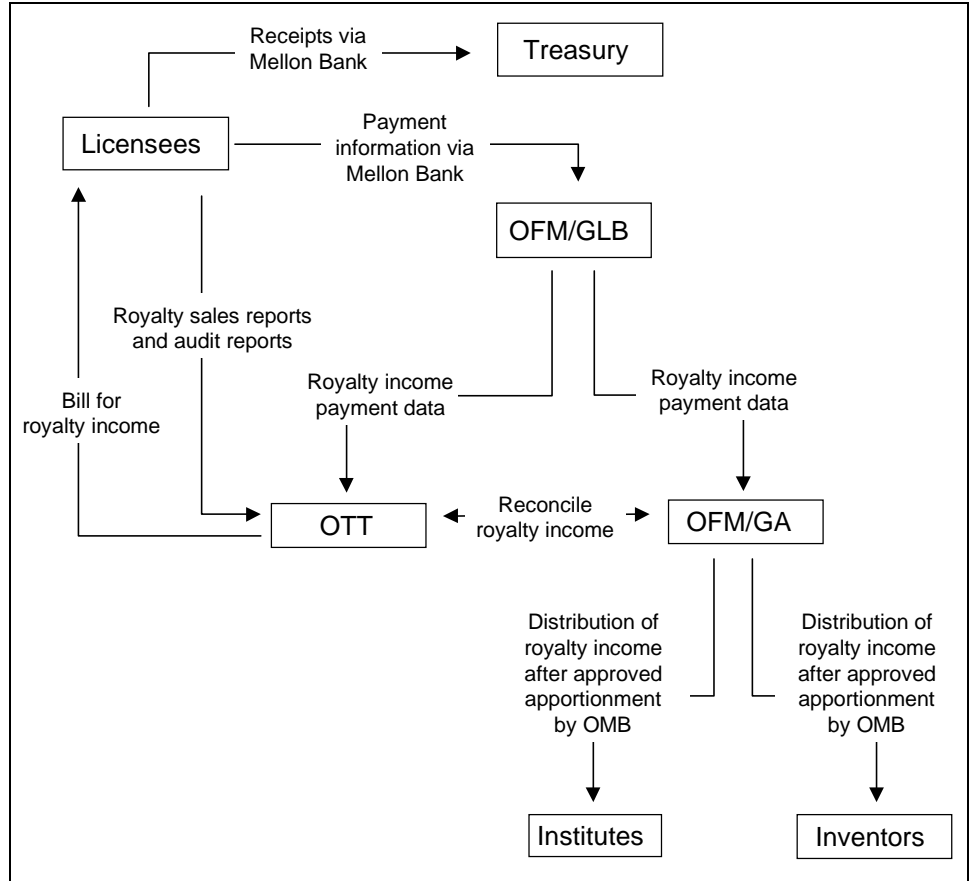 Receipts via
Mellon Bank
Treasury
Licensees
Payment
information via
Mellon Bank
OFM/GLB
Royalty sales reports
and audit reports
Bill for
royalty income
Royalty income
payment data
Royalty income
payment data
OTT
Reconcile
royalty income
OFM/GA
Distribution of
royalty income
after approved
apportionment
by OMB
Distribution of
royalty income
after approved
apportionment
by OMB
Institutes
Inventors